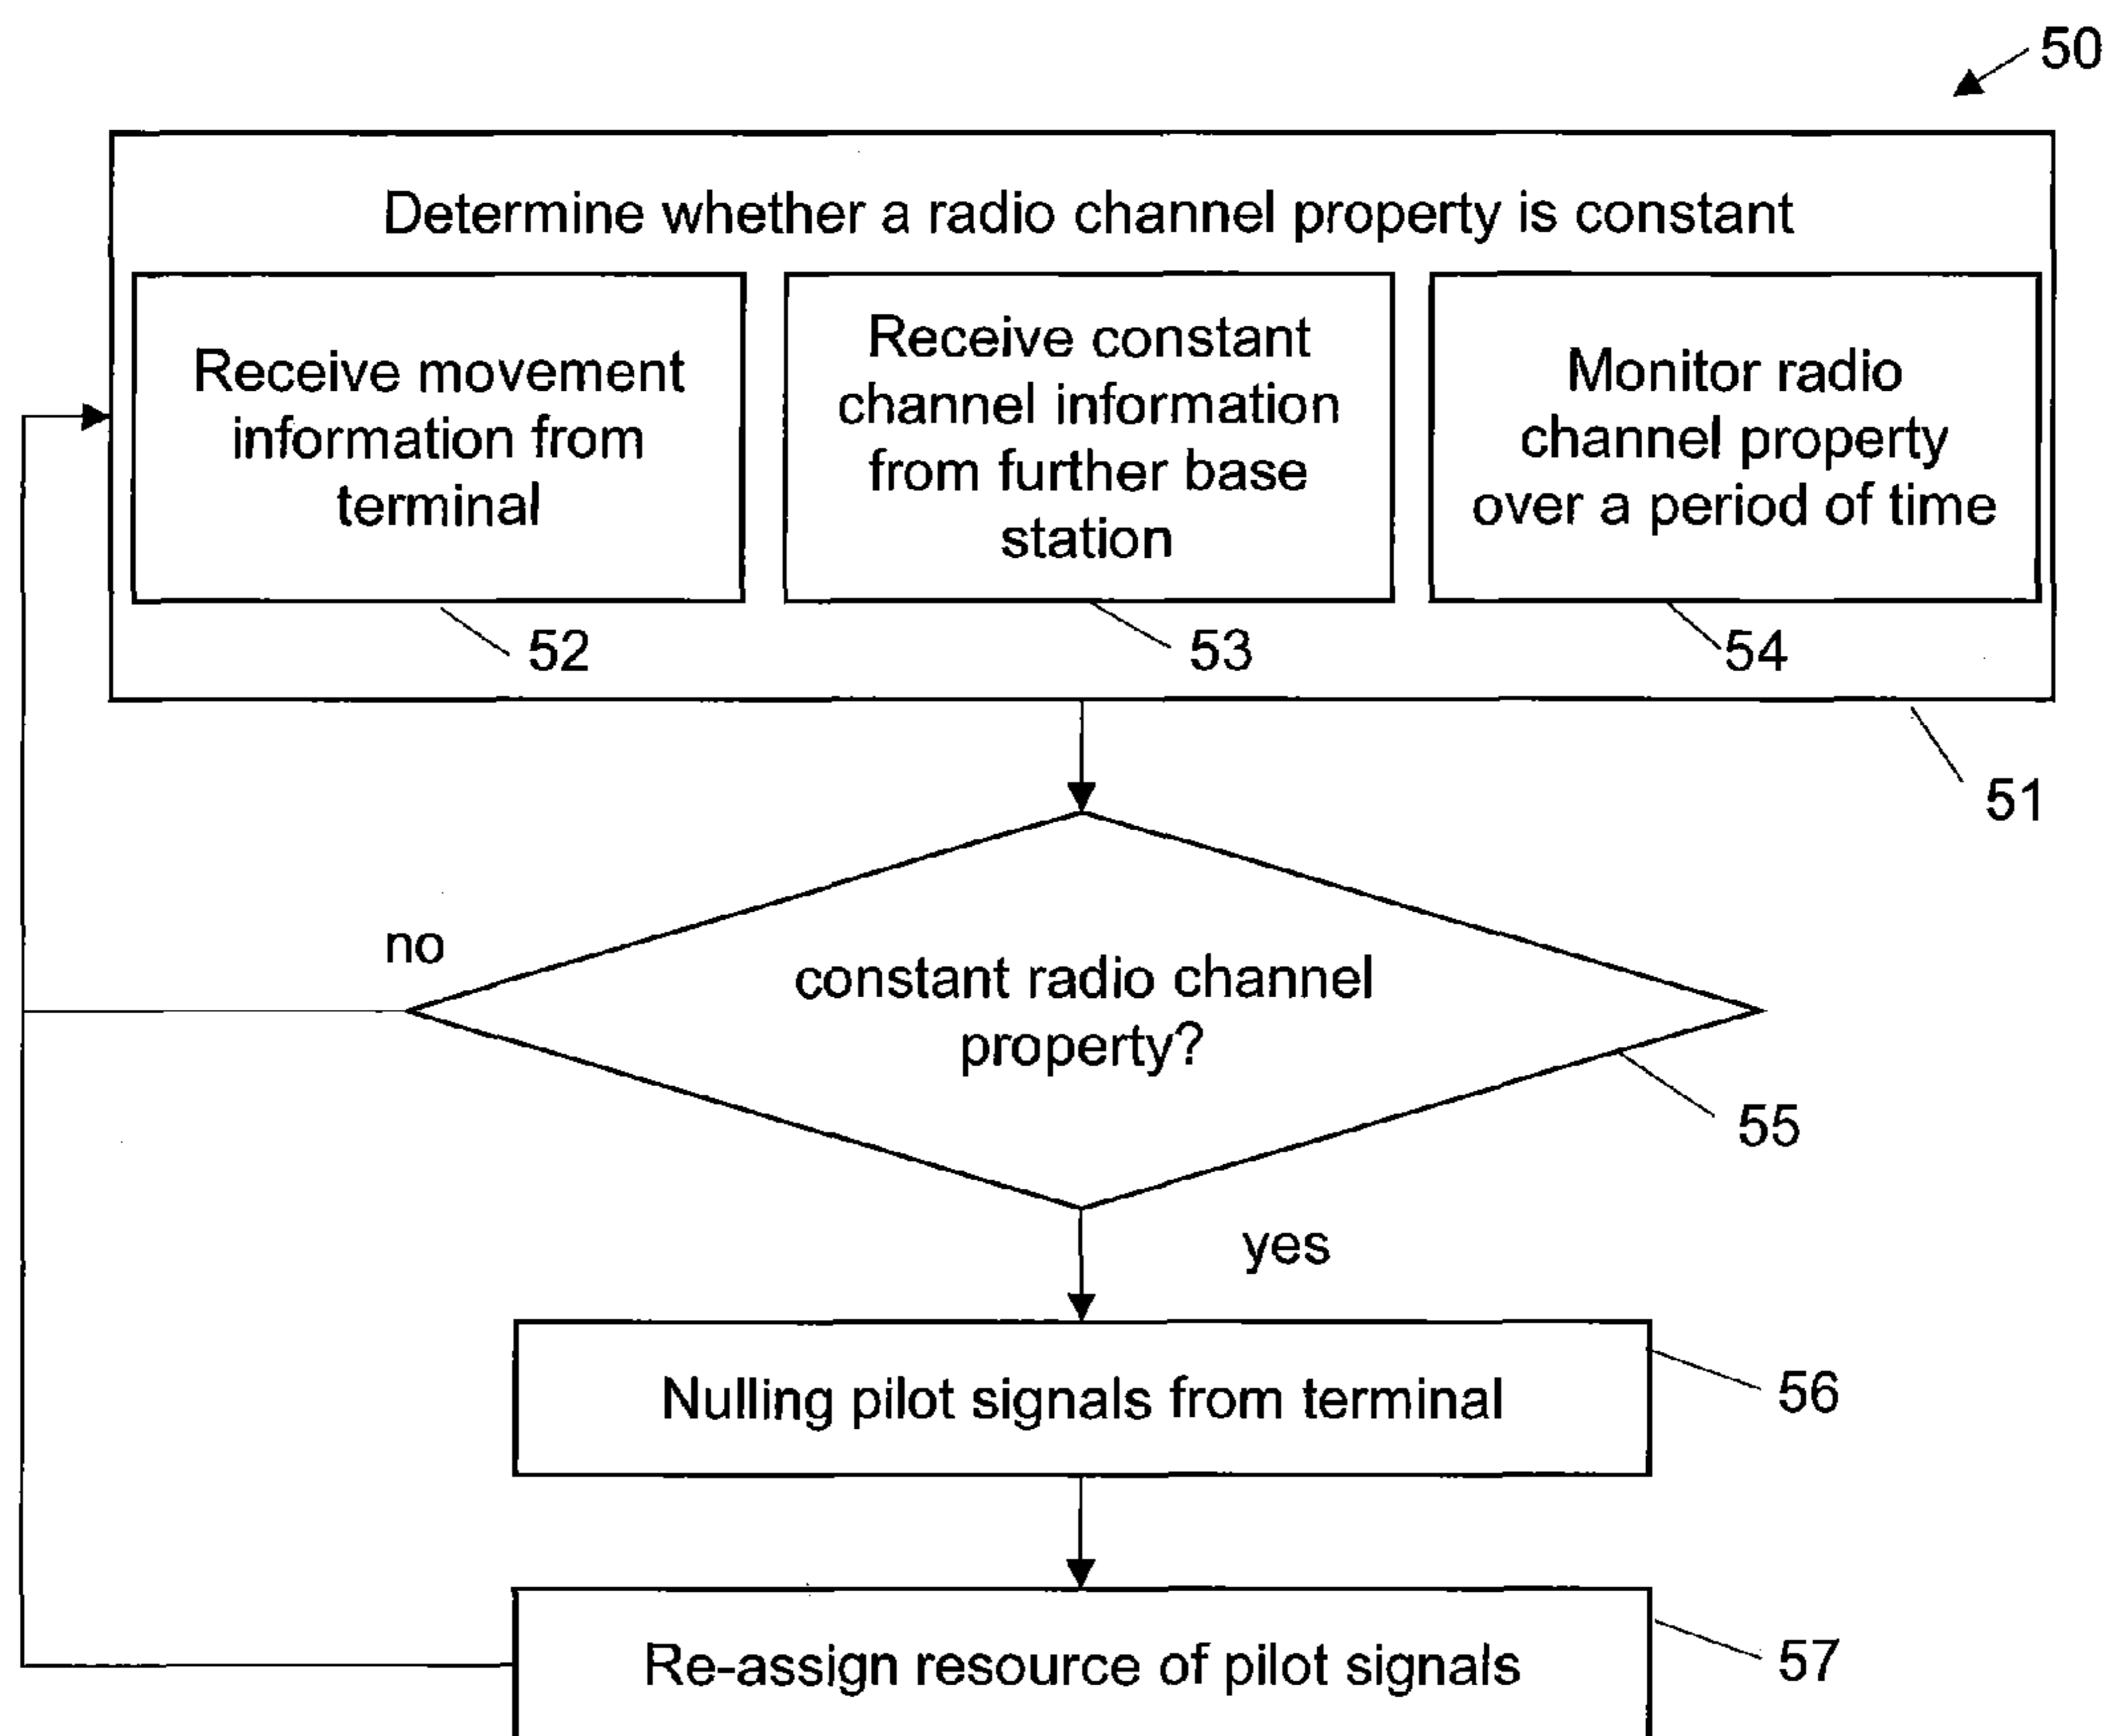 50
Determine whether a radio channel property is constant
Receive movement
information from
terminal
52
Receive constant
channel information
from further base
station
53
Monitor radio
channel property
over a period of time
54
51
no
constant radio channel
property?
55
yes
Nulling pilot signals from terminal
56
Re-assign resource of pilot signals
57